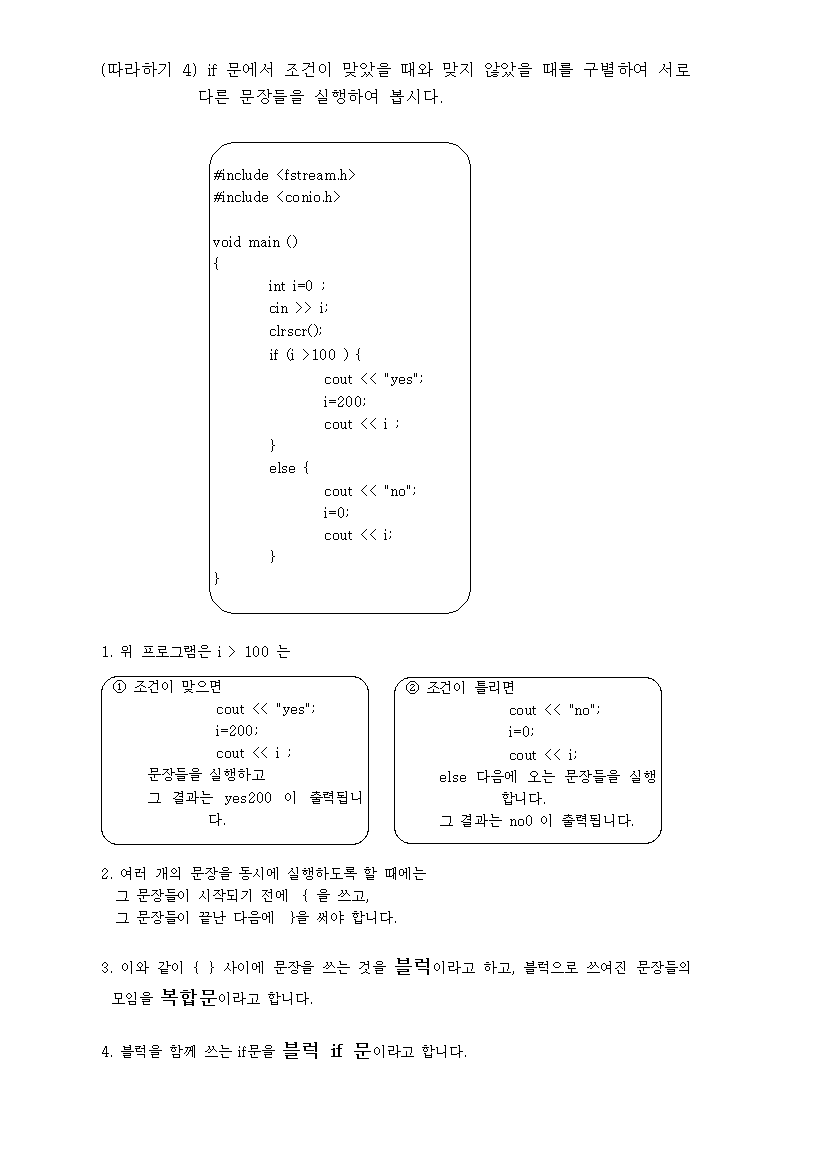 (따라하기 4) if 문에서 조건이 맞았을 때와 맞지 않았을 때를 구별하여 서로
다른 문장들을 실행하여 봅시다.
#include <fstream.h>
#include <conio.h>
void main ()
{
int i=0 ;
cin >> i;
clrscr();
if (i >100 ) {
cout << "yes";
i=200;
cout << i ;
}
else {
cout << "no";
i=0;
cout << i;
}
}
1. 위 프로그램은 i > 100 는
① 조건이 맞으면
cout << "yes";
i=200;
cout << i ;
문장들을 실행하고
그 결과는 yes200 이 출력됩니
다.
② 조건이 틀리면
cout << "no";
i=0;
cout << i;
else 다음에 오는 문장들을 실행
합니다.
그 결과는 no0 이 출력됩니다.
2. 여러 개의 문장을 동시에 실행하도록 할 때에는
그 문장들이 시작되기 전에 { 을 쓰고,
그 문장들이 끝난 다음에 }을 써야 합니다.
3. 이와 같이 { } 사이에 문장을 쓰는 것을 블럭이라고 하고, 블럭으로 쓰여진 문장들의
모임을 복합문이라고 합니다.
4. 블럭을 함께 쓰는 if문을 블럭 if 문이라고 합니다.